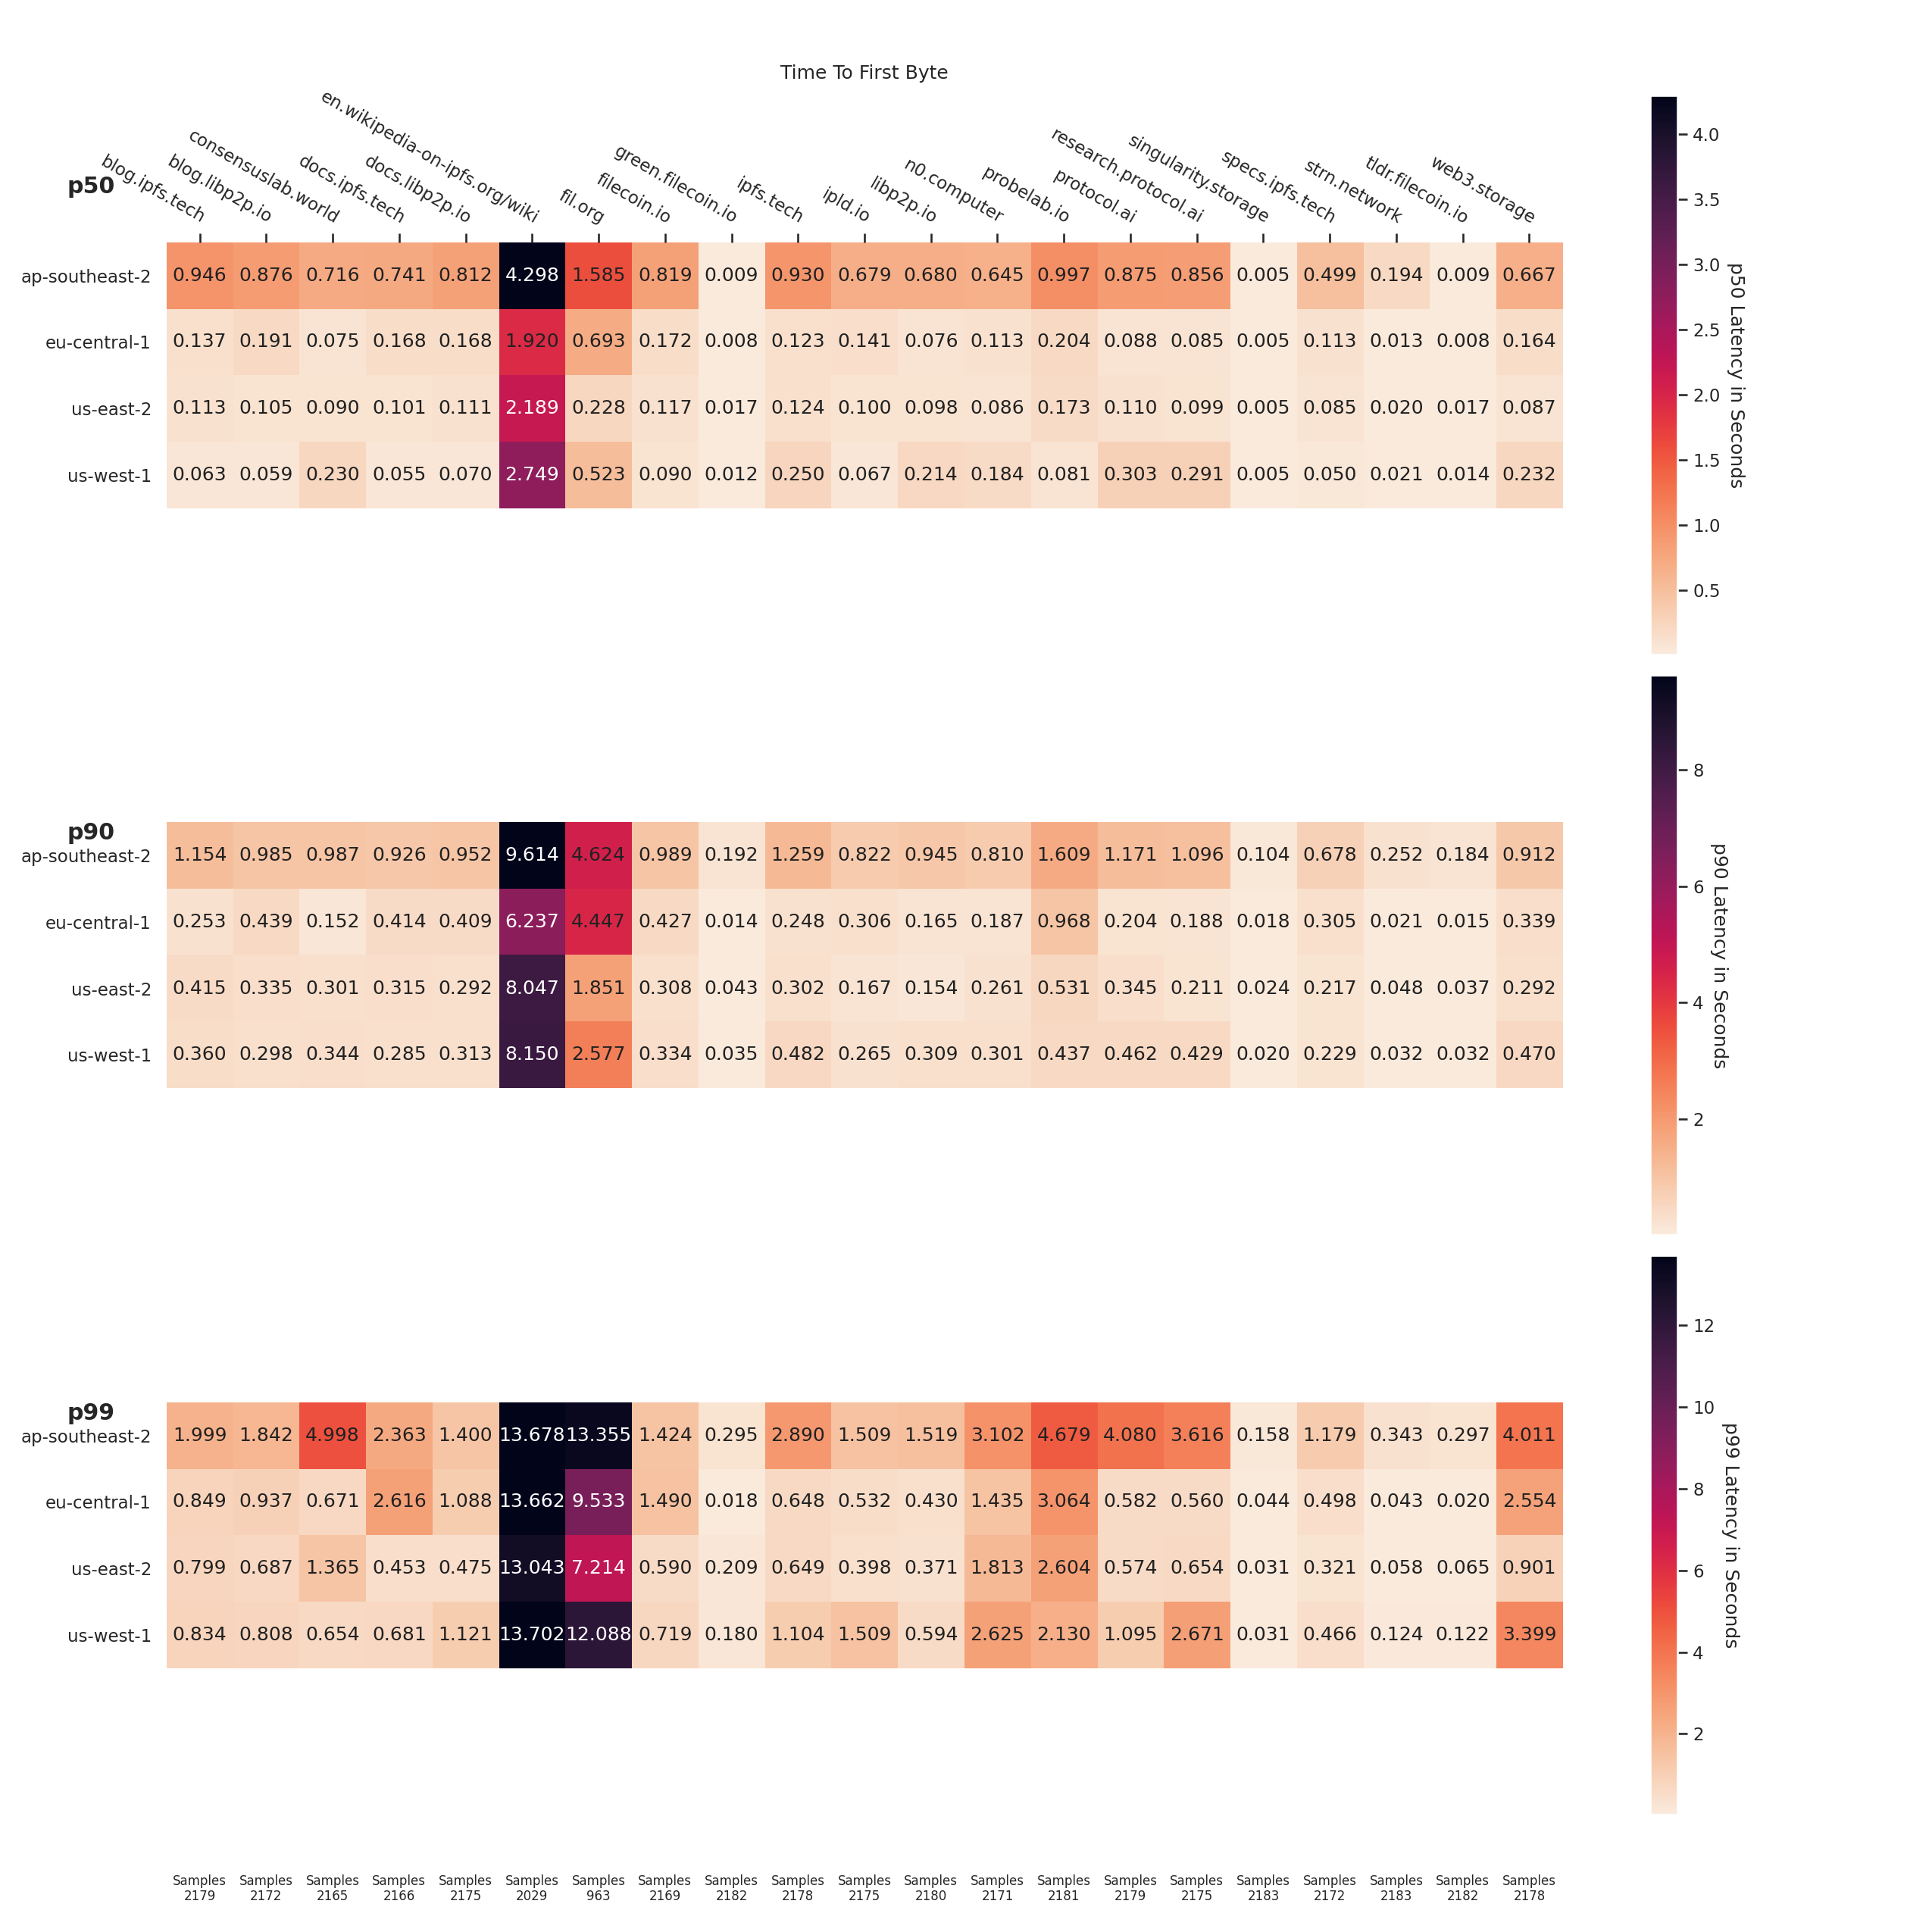 Time To First Byte
p50
blog.ipfs.tech
blog.libp2p.io
consensuslab.world
docs.ipfs.tech
docs.libp2p.io
en.wikipedia-on-ipfs.org/wiki
fil.org
filecoin.io
green.filecoin.io
ipfs.tech
ipld.io
libp2p.io
n0.computer
probelab.io
protocol.ai
research.protocol.ai
singularity.storage
specs.ipfs.tech
strn.network
tldr.filecoin.io
web3.storage
ap-southeast-2 0.946 0.876 0.716 0.741 0.812 4.298 1.585 0.819 0.009 0.930 0.679 0.680 0.645 0.997 0.875 0.856 0.005 0.499 0.194 0.009 0.667
eu-central-1 0.137 0.191 0.075 0.168 0.168 1.920 0.693 0.172 0.008 0.123 0.141 0.076 0.113 0.204 0.088 0.085 0.005 0.113 0.013 0.008 0.164
us-east-2 0.113 0.105 0.090 0.101 0.111 2.189 0.228 0.117 0.017 0.124 0.100 0.098 0.086 0.173 0.110 0.099 0.005 0.085 0.020 0.017 0.087
us-west-1 0.063 0.059 0.230 0.055 0.070 2.749 0.523 0.090 0.012 0.250 0.067 0.214 0.184 0.081 0.303 0.291 0.005 0.050 0.021 0.014 0.232
4.0
3.5
3.0
2.5
2.0
1.5
1.0
0.5
p50 Latency in Seconds
p90
ap-southeast-2 1.154 0.985 0.987 0.926 0.952 9.614 4.624 0.989 0.192 1.259 0.822 0.945 0.810 1.609 1.171 1.096 0.104 0.678 0.252 0.184 0.912
eu-central-1 0.253 0.439 0.152 0.414 0.409 6.237 4.447 0.427 0.014 0.248 0.306 0.165 0.187 0.968 0.204 0.188 0.018 0.305 0.021 0.015 0.339
us-east-2 0.415 0.335 0.301 0.315 0.292 8.047 1.851 0.308 0.043 0.302 0.167 0.154 0.261 0.531 0.345 0.211 0.024 0.217 0.048 0.037 0.292
us-west-1 0.360 0.298 0.344 0.285 0.313 8.150 2.577 0.334 0.035 0.482 0.265 0.309 0.301 0.437 0.462 0.429 0.020 0.229 0.032 0.032 0.470
8
6
4
2
p90 Latency in Seconds
p99
ap-southeast-2 1.999 1.842 4.998 2.363 1.400 13.678 13.355 1.424 0.295 2.890 1.509 1.519 3.102 4.679 4.080 3.616 0.158 1.179 0.343 0.297 4.011
eu-central-1 0.849 0.937 0.671 2.616 1.088 13.662 9.533 1.490 0.018 0.648 0.532 0.430 1.435 3.064 0.582 0.560 0.044 0.498 0.043 0.020 2.554
us-east-2 0.799 0.687 1.365 0.453 0.475 13.043 7.214 0.590 0.209 0.649 0.398 0.371 1.813 2.604 0.574 0.654 0.031 0.321 0.058 0.065 0.901
us-west-1 0.834 0.808 0.654 0.681 1.121 13.702 12.088 0.719 0.180 1.104 1.509 0.594 2.625 2.130 1.095 2.671 0.031 0.466 0.124 0.122 3.399
12
10
8
6
4
2
p99 Latency in Seconds
Samples Samples Samples Samples Samples Samples Samples Samples Samples Samples Samples Samples Samples Samples Samples Samples Samples Samples Samples Samples Samples
2179 2172 2165 2166 2175 2029 963 2169 2182 2178 2175 2180 2171 2181 2179 2175 2183 2172 2183 2182 2178